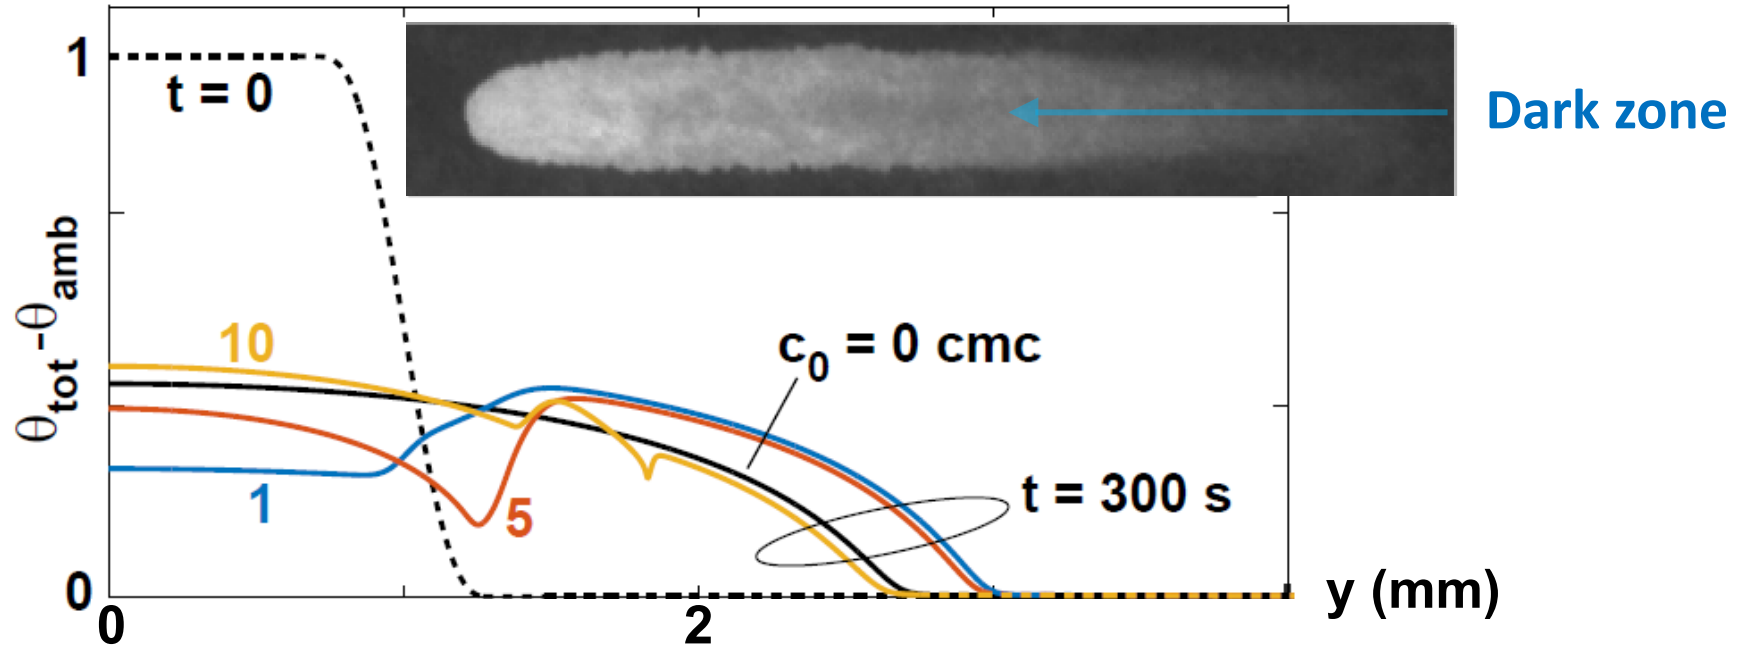 1
t = 0
Dark zone
θtot-θamb
10
c0 = 0 cmc
1
5
t = 300 s
0
0
2
y (mm)